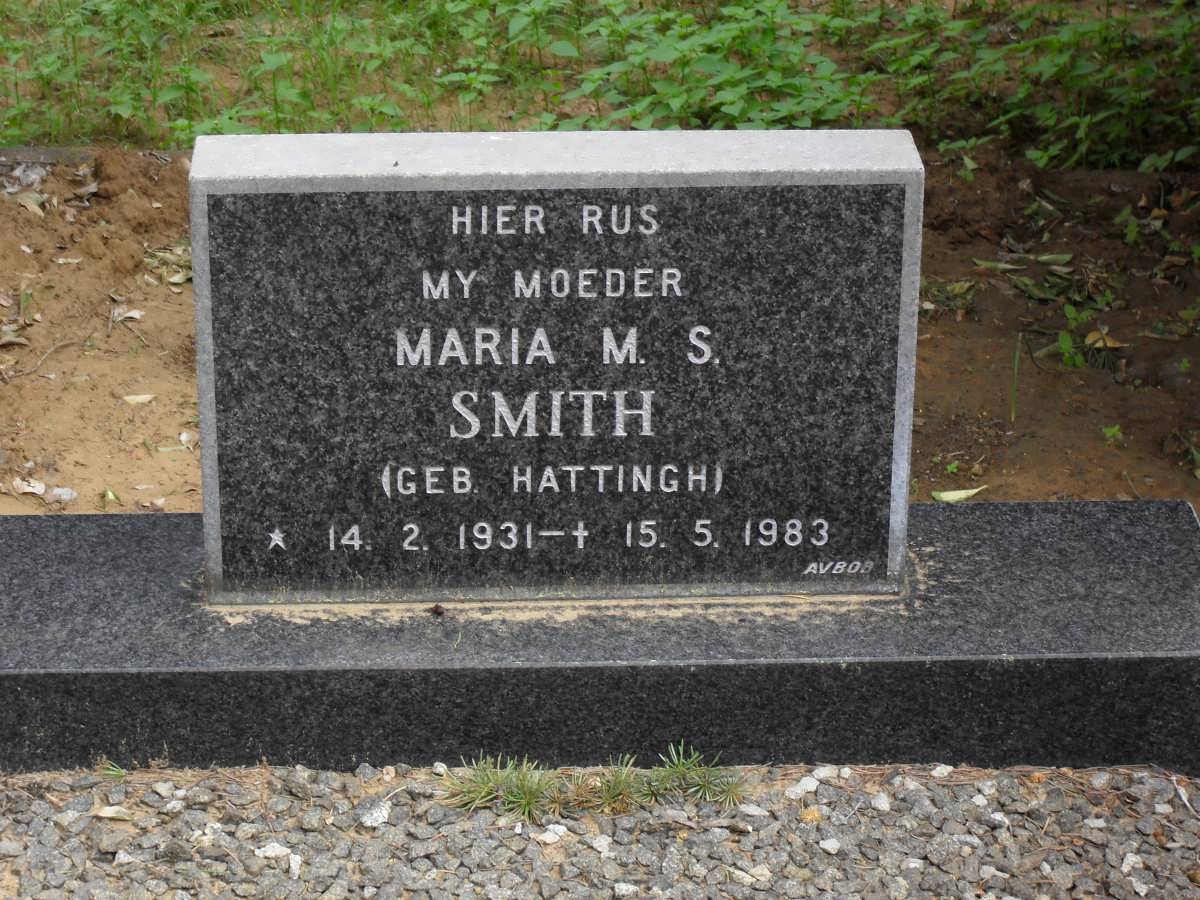 HIER RUS
MY MOEDER
MARIA M. S.
SMITH
(GEB. HATTINGH)
★ 14. 2. 1931—✝ 15. 5. 1983
AVBOB